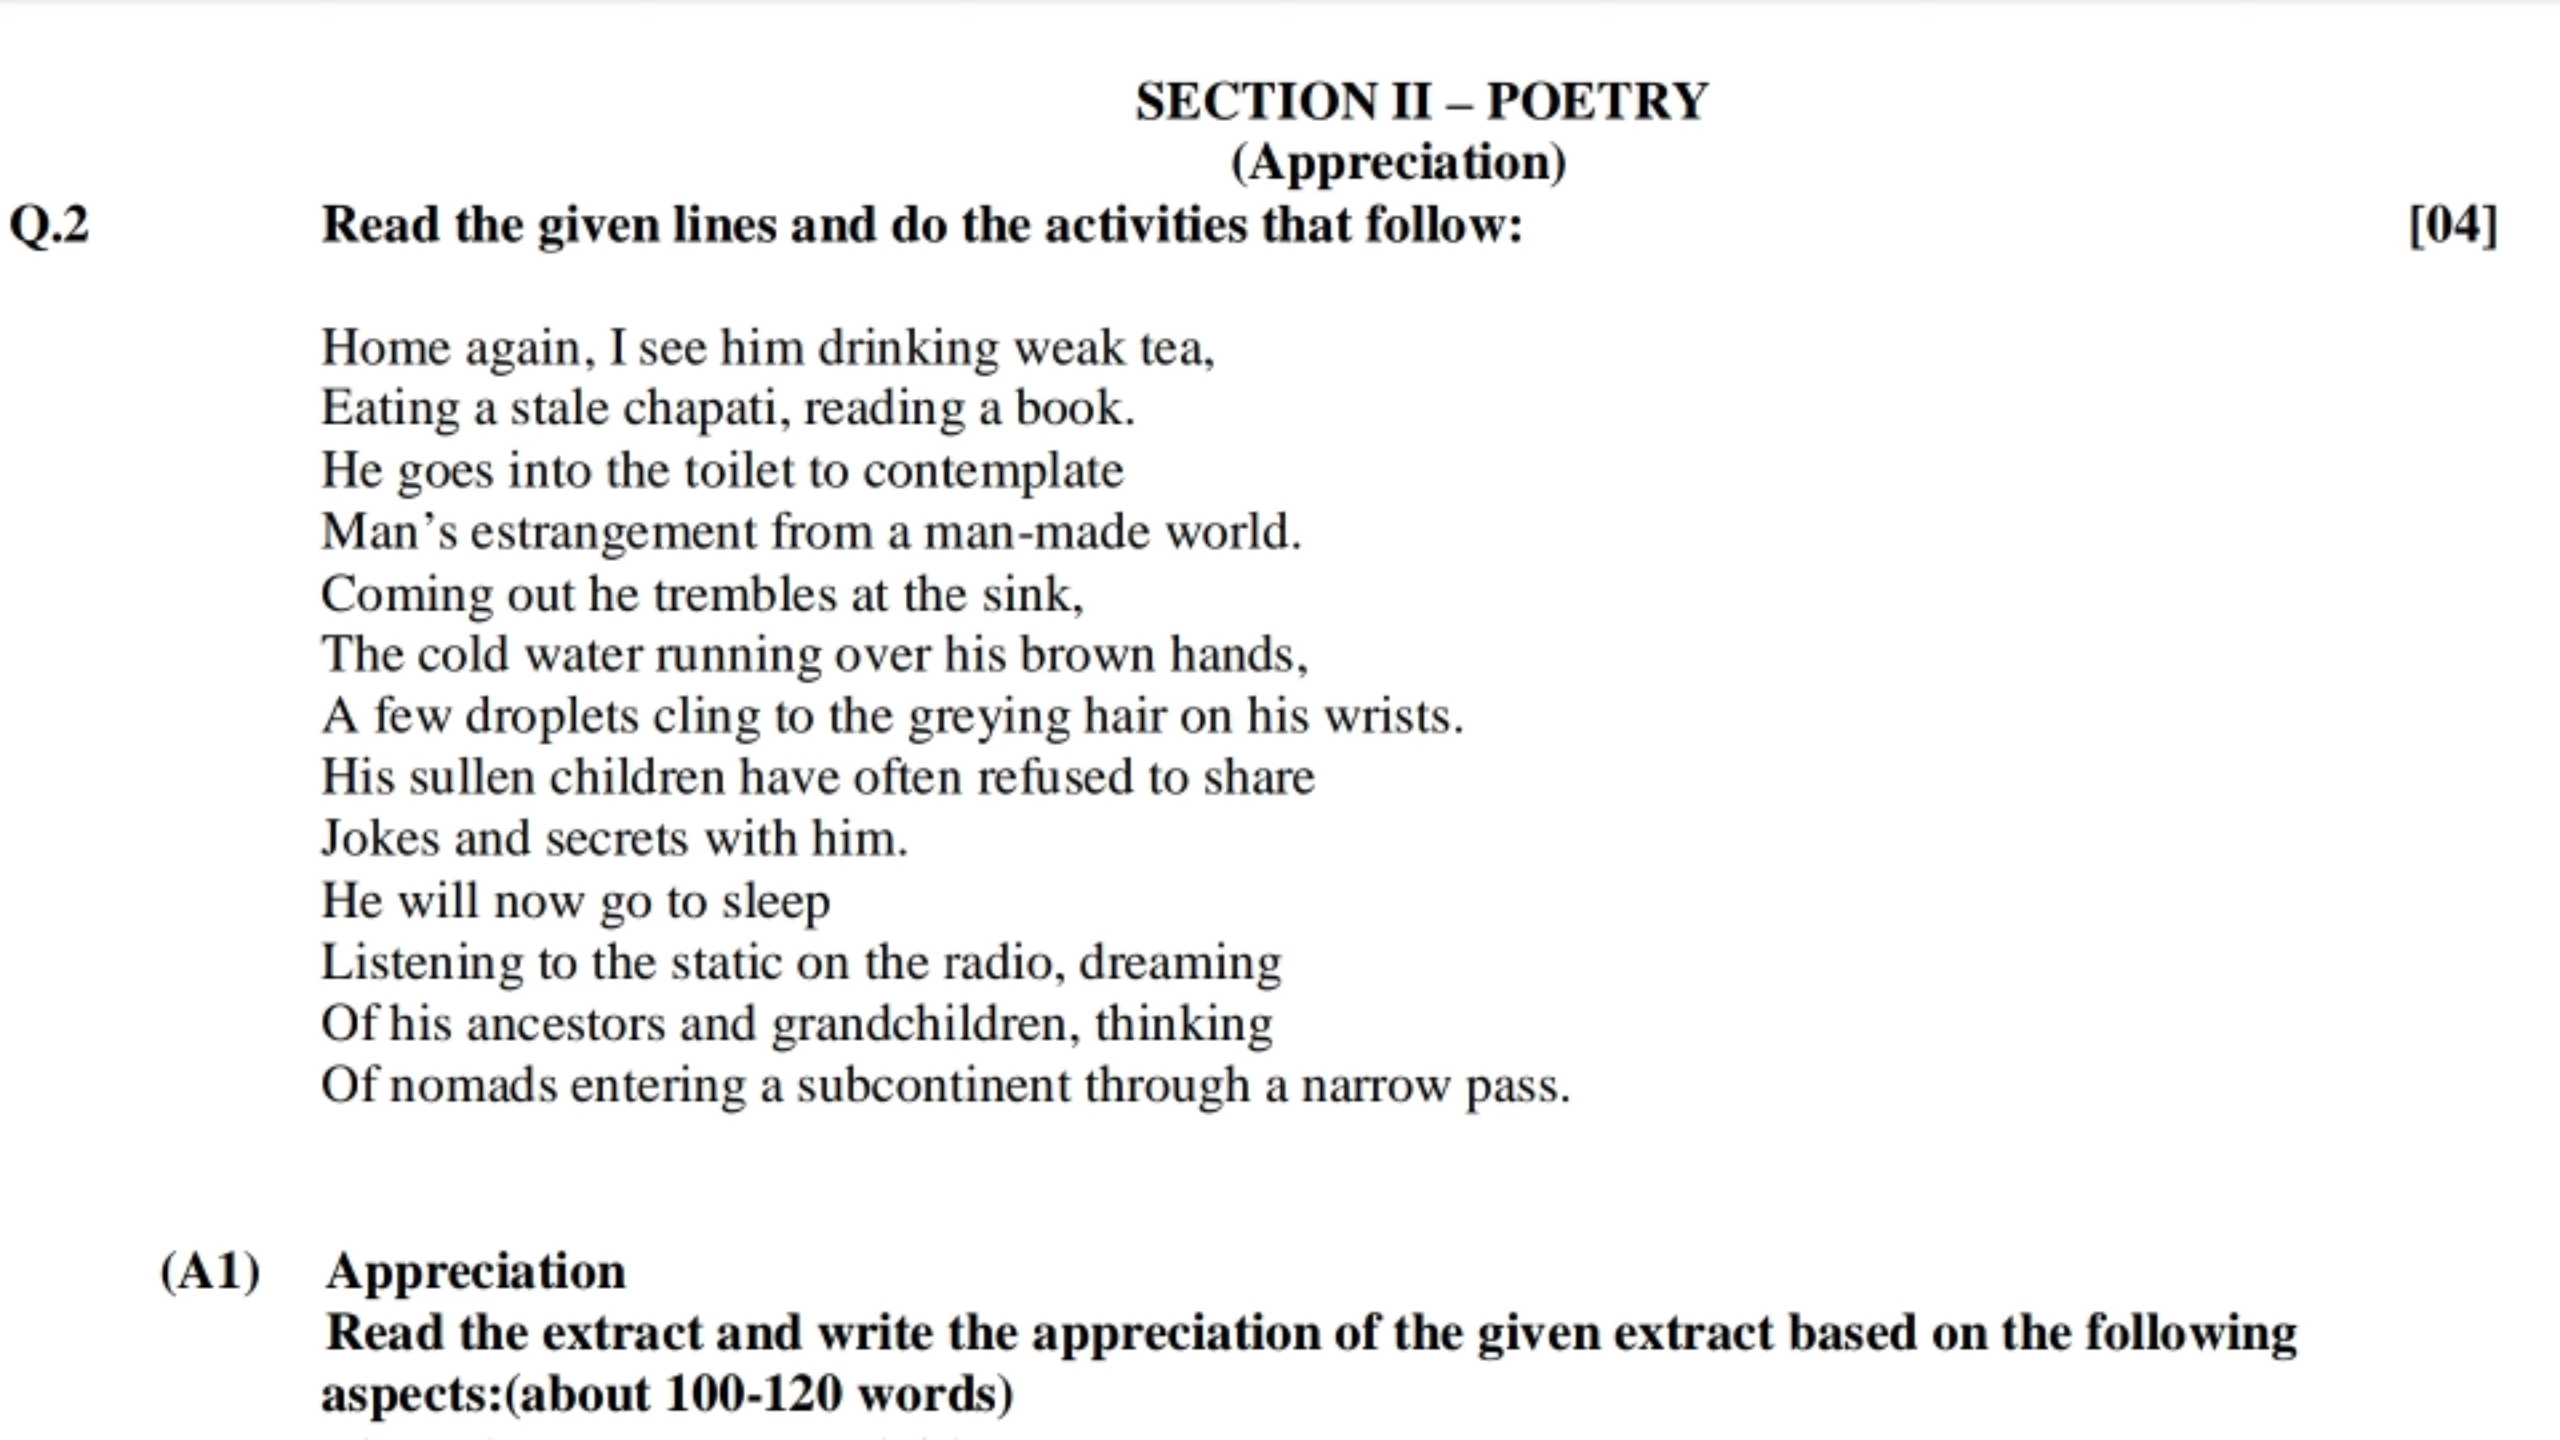 SECTION II – POETRY
(Appreciation)
Q.2 Read the given lines and do the activities that follow: [04]
Home again, I see him drinking weak tea,
Eating a stale chapati, reading a book.
He goes into the toilet to contemplate
Man’s estrangement from a man-made world.
Coming out he trembles at the sink,
The cold water running over his brown hands,
A few droplets cling to the greying hair on his wrists.
His sullen children have often refused to share
Jokes and secrets with him.
He will now go to sleep
Listening to the static on the radio, dreaming
Of his ancestors and grandchildren, thinking
Of nomads entering a subcontinent through a narrow pass.
(A1) Appreciation
Read the extract and write the appreciation of the given extract based on the following
aspects:(about 100-120 words)